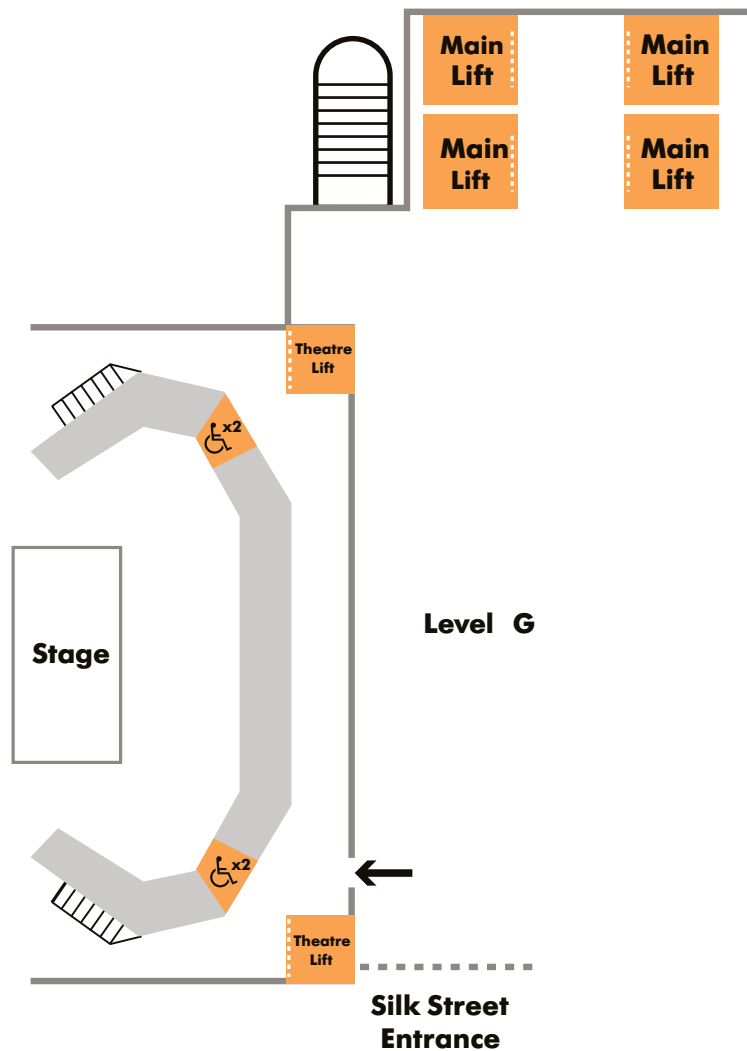 Main
Lift
Main
Lift
Main
Lift
Main
Lift
Theatre
Lift
x2
Level G
Stage
x2
Theatre
Lift
Silk Street
Entrance